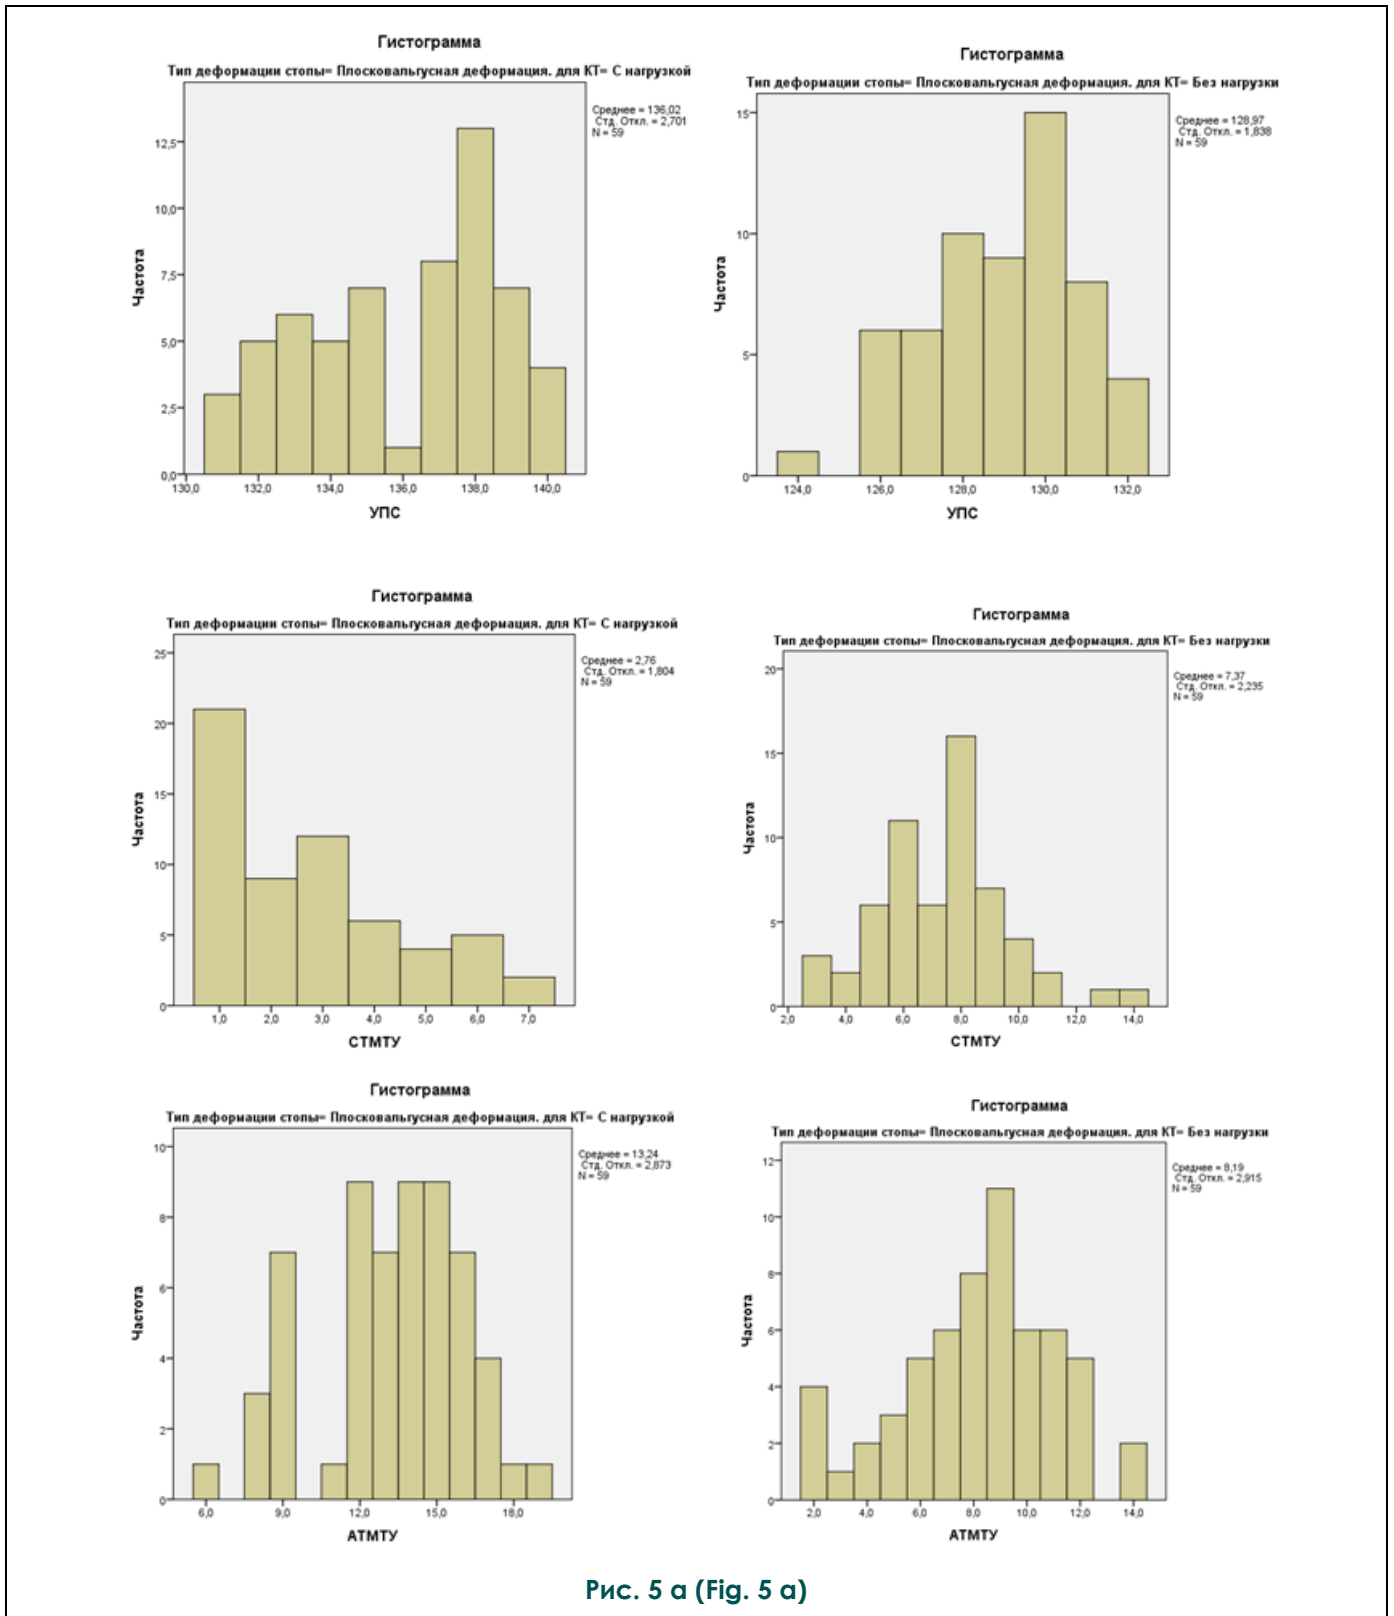 Гистограмма
Тип деформации стопы= Плосковальгусная деформация. для КТ= С нагрузкой
Среднее = 136,02
Стд. Откл. = 2,701
N = 59
Частота
12,5
10,0
7,5
5,0
2,5
0,0
130,0 132,0 134,0 136,0 138,0 140,0
УПС
Гистограмма
Тип деформации стопы= Плосковальгусная деформация. для КТ= Без нагрузки
Среднее = 128,97
Стд. Откл. = 1,838
N = 59
Частота
15
10
5
0
124,0 126,0 128,0 130,0 132,0
УПС
Гистограмма
Тип деформации стопы= Плосковальгусная деформация. для КТ= С нагрузкой
Среднее = 2,76
Стд. Откл. = 1,804
N = 59
Частота
25
20
15
10
5
0
1,0 2,0 3,0 4,0 5,0 6,0 7,0
СТМТУ
Гистограмма
Тип деформации стопы= Плосковальгусная деформация. для КТ= Без нагрузки
Среднее = 7,37
Стд. Откл. = 2,235
N = 59
Частота
20
15
10
5
0
2,0 4,0 6,0 8,0 10,0 12,0 14,0
СТМТУ
Гистограмма
Тип деформации стопы= Плосковальгусная деформация. для КТ= С нагрузкой
Среднее = 13,24
Стд. Откл. = 2,873
N = 59
Частота
10
8
6
4
2
0
6,0 9,0 12,0 15,0 18,0
АТМТУ
Гистограмма
Тип деформации стопы= Плосковальгусная деформация. для КТ= Без нагрузки
Среднее = 8,19
Стд. Откл. = 2,915
N = 59
Частота
12
10
8
6
4
2
0
2,0 4,0 6,0 8,0 10,0 12,0 14,0
АТМТУ
Рис. 5 а (Fig. 5 a)